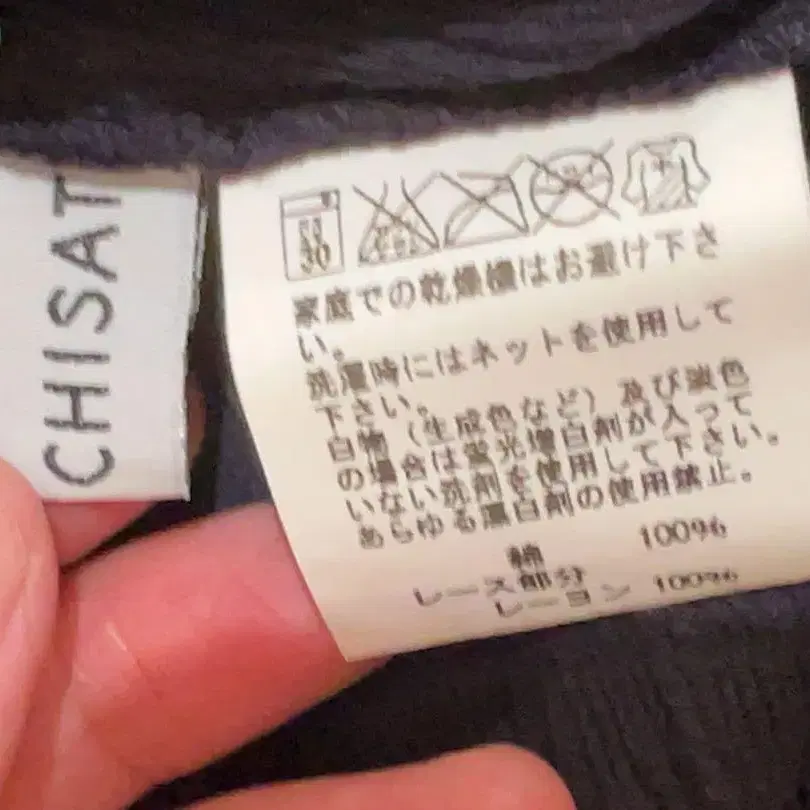 CHISAT
30
家庭での乾燥機はお避け下さ
い。
洗濯時にはネットを使用して
下さい。
白物(生成色など)及び淡色
の場合は蛍光増白剤が入って
いない洗剤を使用して下さい。
あらゆる漂白剤の使用禁止。
綿 100%
レース部分
レーヨン 100%